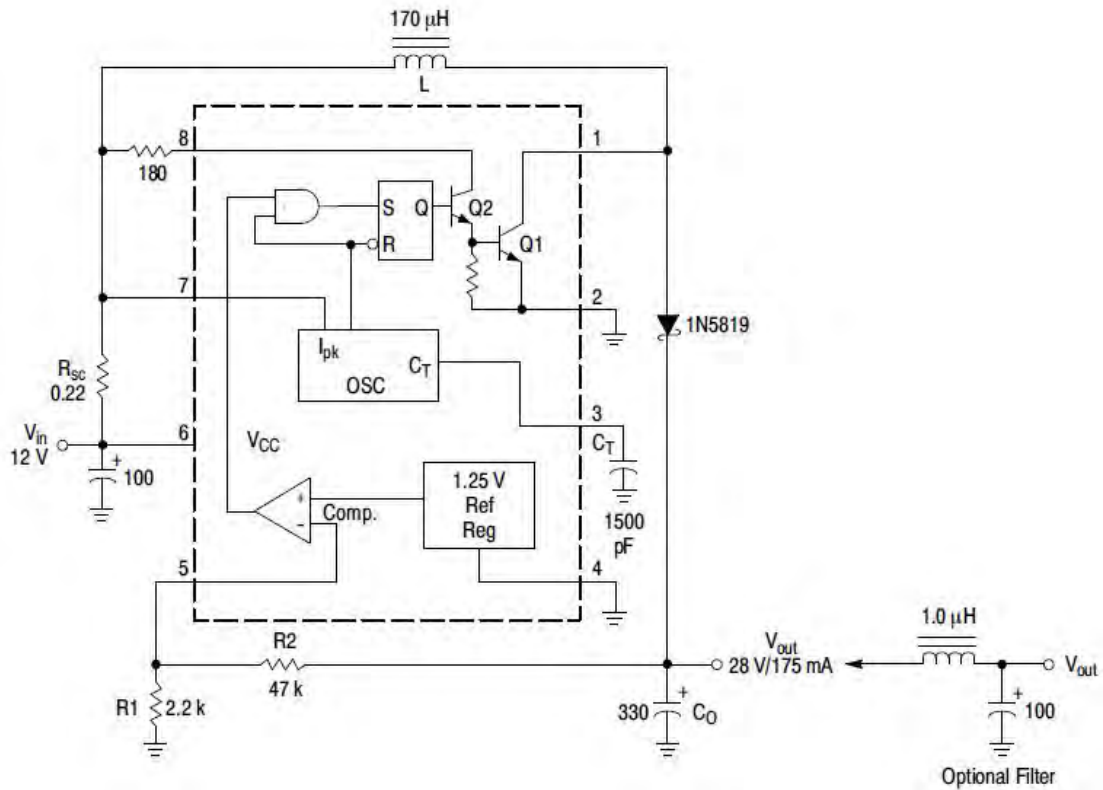 170 μH
L
8
1
180
S
Q
Q2
R
Q1
7
2
1N5819
Ipk
CT
OSC
Rsc
0.22
3
CT
6
Vin
12 V
VCC
+
100
1.25 V
Ref
Reg
+
Comp.
−
1500
pF
5
4
R2
47 k
1.0 μH
Vout
28 V/175 mA
Vout
R1
2.2 k
330
+
CO
+
100
Optional Filter